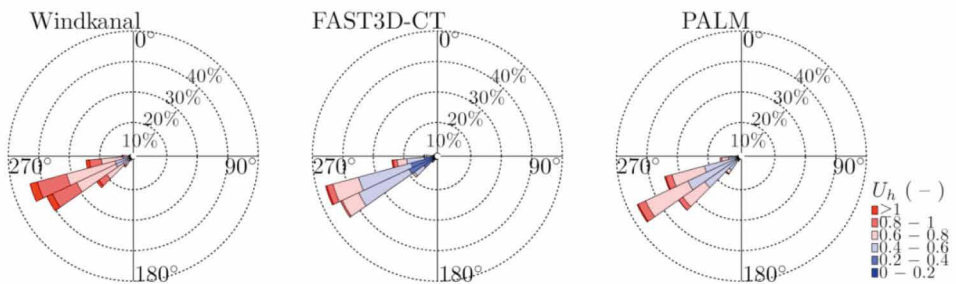 Windkanal
0°
40%
30%
20%
10%
270°
90°
180°
FAST3D-CT
0°
40%
30%
20%
10%
270°
90°
180°
PALM
0°
40%
30%
20%
10%
270°
90°
180°
U_h ( – )
≥1
0.8 – 1
0.6 – 0.8
0.4 – 0.6
0.2 – 0.4
0 – 0.2